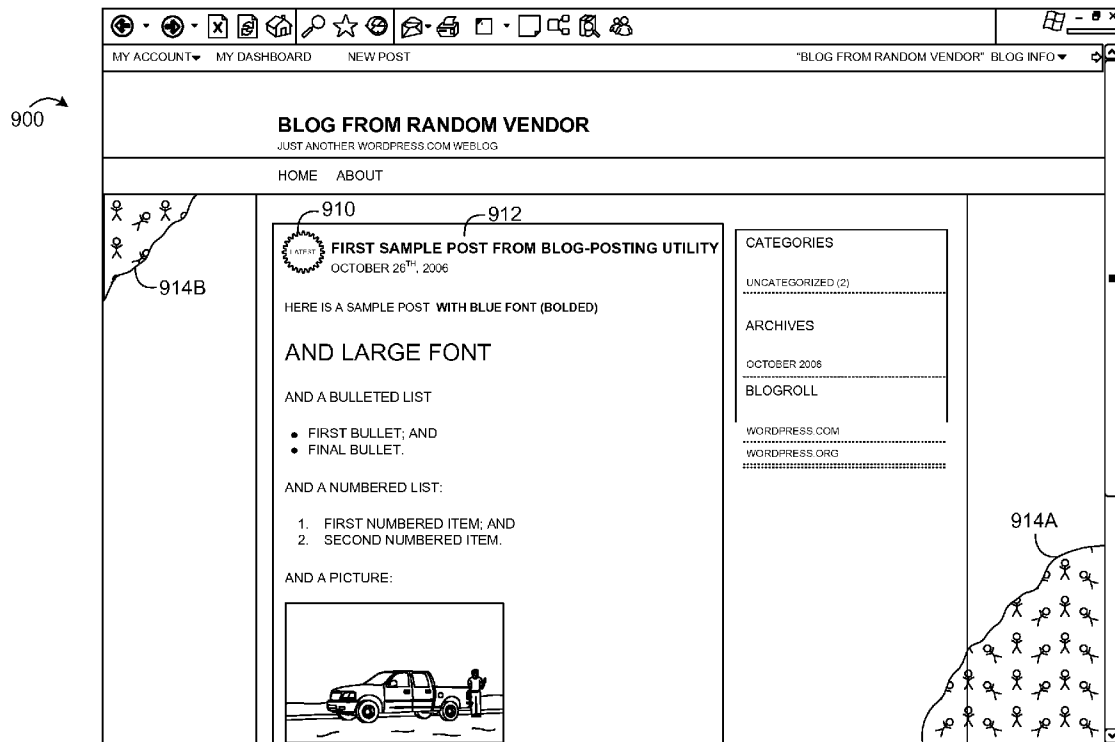 MY ACCOUNT MY DASHBOARD NEW POST "BLOG FROM RANDOM VENDOR" BLOG INFO
900
BLOG FROM RANDOM VENDOR
JUST ANOTHER WORDPRESS.COM WEBLOG
HOME ABOUT
910
912
914B
LATEST
FIRST SAMPLE POST FROM BLOG-POSTING UTILITY
OCTOBER 26TH, 2006
HERE IS A SAMPLE POST WITH BLUE FONT (BOLDED)
AND LARGE FONT
AND A BULLETED LIST
• FIRST BULLET; AND
• FINAL BULLET.
AND A NUMBERED LIST:
1. FIRST NUMBERED ITEM; AND
2. SECOND NUMBERED ITEM.
AND A PICTURE:
CATEGORIES
UNCATEGORIZED (2)
ARCHIVES
OCTOBER 2006
BLOGROLL
WORDPRESS.COM
WORDPRESS.ORG
914A